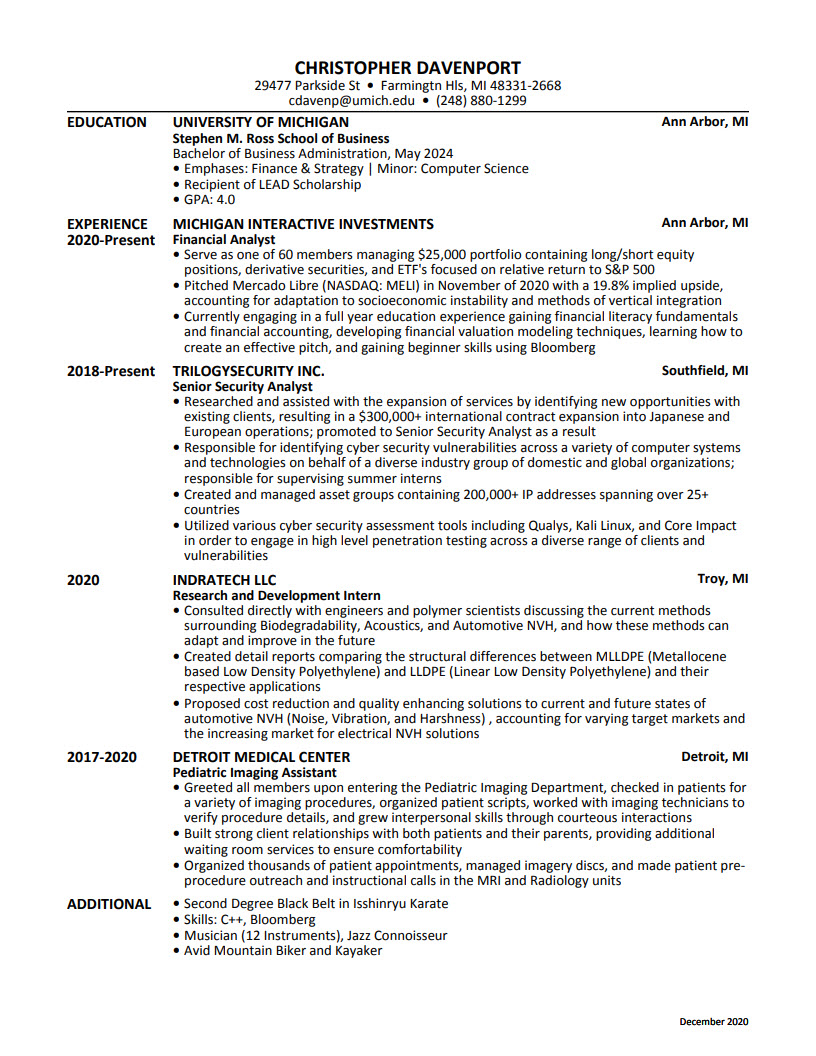 CHRISTOPHER DAVENPORT
29477 Parkside St • Farmingtn Hls, MI 48331-2668
cdavenp@umich.edu • (248) 880-1299
EDUCATION UNIVERSITY OF MICHIGAN Ann Arbor, MI
Stephen M. Ross School of Business
Bachelor of Business Administration, May 2024
• Emphases: Finance & Strategy | Minor: Computer Science
• Recipient of LEAD Scholarship
• GPA: 4.0
EXPERIENCE MICHIGAN INTERACTIVE INVESTMENTS Ann Arbor, MI
2020-Present Financial Analyst
• Serve as one of 60 members managing $25,000 portfolio containing long/short equity
positions, derivative securities, and ETF's focused on relative return to S&P 500
• Pitched Mercado Libre (NASDAQ: MELI) in November of 2020 with a 19.8% implied upside,
accounting for adaptation to socioeconomic instability and methods of vertical integration
• Currently engaging in a full year education experience gaining financial literacy fundamentals
and financial accounting, developing financial valuation modeling techniques, learning how to
create an effective pitch, and gaining beginner skills using Bloomberg
2018-Present TRILOGYSECURITY INC. Southfield, MI
Senior Security Analyst
• Researched and assisted with the expansion of services by identifying new opportunities with
existing clients, resulting in a $300,000+ international contract expansion into Japanese and
European operations; promoted to Senior Security Analyst as a result
• Responsible for identifying cyber security vulnerabilities across a variety of computer systems
and technologies on behalf of a diverse industry group of domestic and global organizations;
responsible for supervising summer interns
• Created and managed asset groups containing 200,000+ IP addresses spanning over 25+
countries
• Utilized various cyber security assessment tools including Qualys, Kali Linux, and Core Impact
in order to engage in high level penetration testing across a diverse range of clients and
vulnerabilities
2020 INDRATECH LLC Troy, MI
Research and Development Intern
• Consulted directly with engineers and polymer scientists discussing the current methods
surrounding Biodegradability, Acoustics, and Automotive NVH, and how these methods can
adapt and improve in the future
• Created detail reports comparing the structural differences between MLLDPE (Metallocene
based Low Density Polyethylene) and LLDPE (Linear Low Density Polyethylene) and their
respective applications
• Proposed cost reduction and quality enhancing solutions to current and future states of
automotive NVH (Noise, Vibration, and Harshness) , accounting for varying target markets and
the increasing market for electrical NVH solutions
2017-2020 DETROIT MEDICAL CENTER Detroit, MI
Pediatric Imaging Assistant
• Greeted all members upon entering the Pediatric Imaging Department, checked in patients for
a variety of imaging procedures, organized patient scripts, worked with imaging technicians to
verify procedure details, and grew interpersonal skills through courteous interactions
• Built strong client relationships with both patients and their parents, providing additional
waiting room services to ensure comfortability
• Organized thousands of patient appointments, managed imagery discs, and made patient pre-
procedure outreach and instructional calls in the MRI and Radiology units
ADDITIONAL • Second Degree Black Belt in Isshinryu Karate
• Skills: C++, Bloomberg
• Musician (12 Instruments), Jazz Connoisseur
• Avid Mountain Biker and Kayaker
December 2020